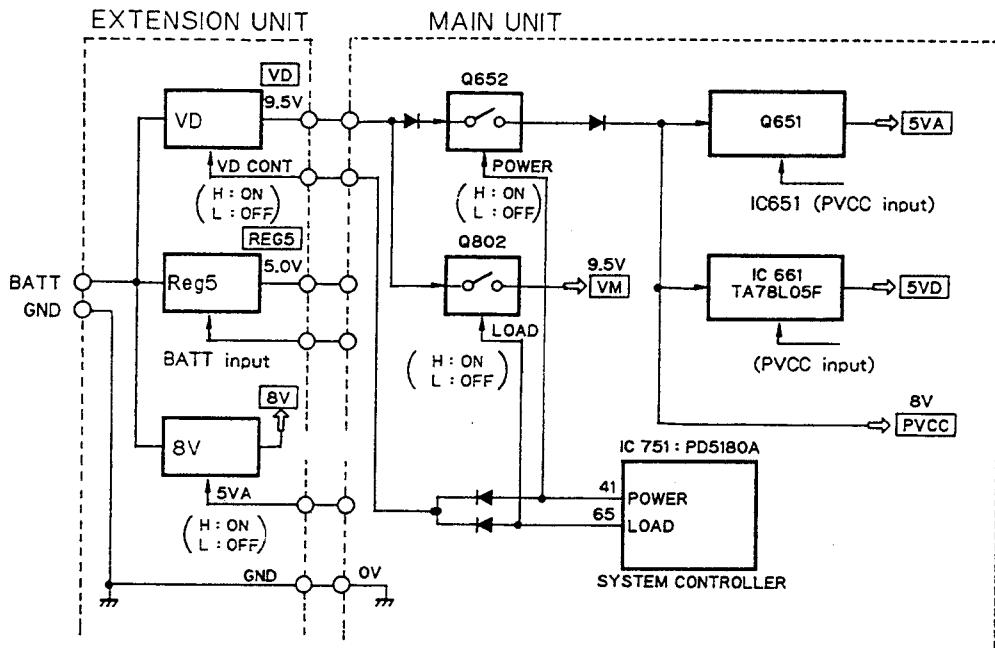 EXTENSION UNIT
MAIN UNIT
VD
9.5V
VD
VD CONT
( H : ON
L : OFF )
REG5
5.0V
Reg5
BATT
GND
BATT input
8V
8V
5VA
( H : ON
L : OFF )
GND
0V
Q652
POWER
( H : ON
L : OFF )
Q802
LOAD
( H : ON
L : OFF )
9.5V
VM
Q651
5VA
IC651 (PVCC input)
IC 661
TA78L05F
5VD
(PVCC input)
8V
PVCC
IC 751 : PD5180A
41
POWER
65
LOAD
SYSTEM CONTROLLER